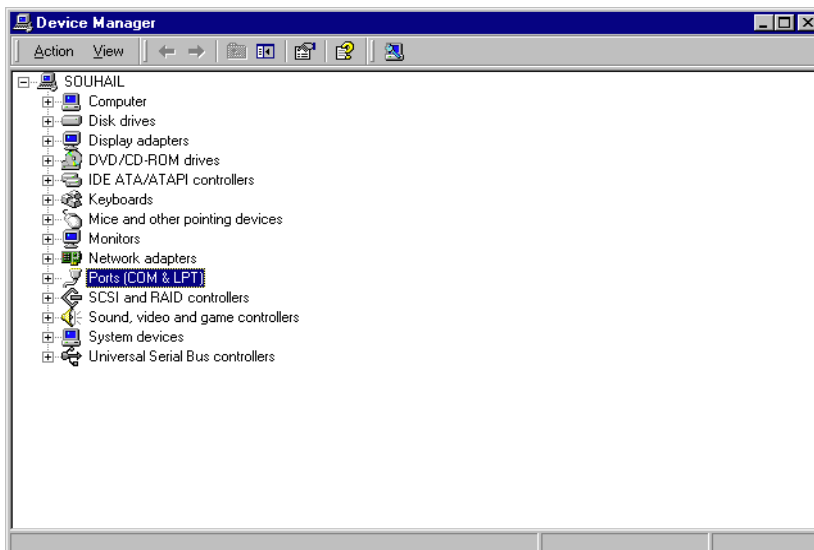 Device Manager
Action View
SOUHAIL
Computer
Disk drives
Display adapters
DVD/CD-ROM drives
IDE ATA/ATAPI controllers
Keyboards
Mice and other pointing devices
Monitors
Network adapters
Ports (COM & LPT)
SCSI and RAID controllers
Sound, video and game controllers
System devices
Universal Serial Bus controllers